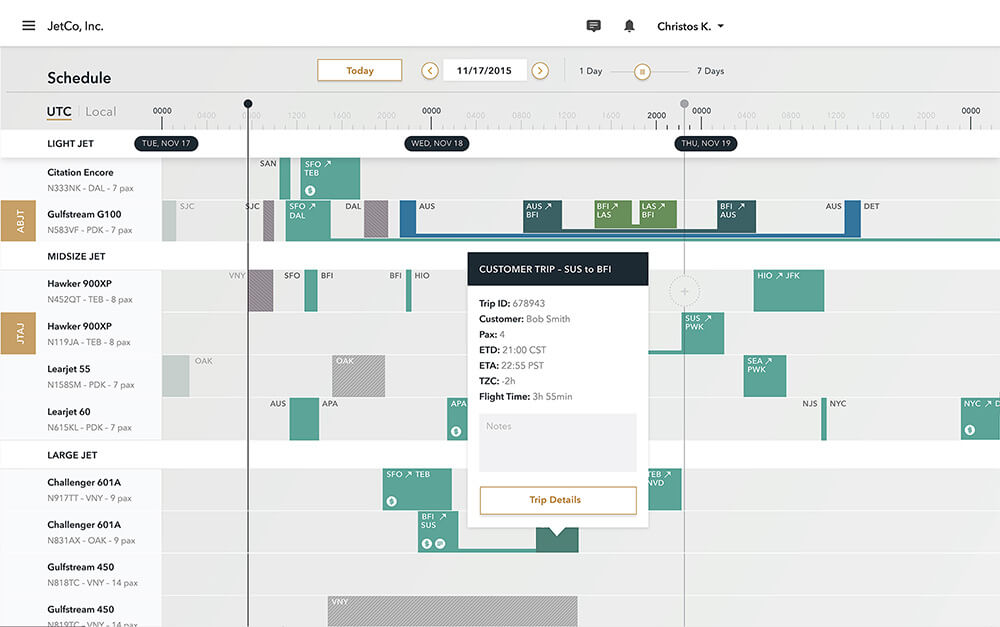 JetCo, Inc.
Christos K.
Schedule
Today
11/17/2015
1 Day
7 Days
UTC
Local
0000
0400
0800
1200
1600
2000
0000
0400
0800
1200
1600
2000
0000
0400
0800
1200
1600
2000
0000
LIGHT JET
TUE, NOV 17
WED, NOV 18
THU, NOV 19
Citation Encore
N333NK - DAL - 7 pax
SAN
SFO ↗
TEB
ABJT
Gulfstream G100
N583VF - PDK - 7 pax
SJC
SJC
SFO ↗
DAL
DAL
AUS
AUS ↗
BFI
BFI ↗
LAS
LAS ↗
BFI
BFI ↗
AUS
AUS
DET
MIDSIZE JET
Hawker 900XP
N452QT - TEB - 8 pax
VNY
SFO
BFI
BFI
HIO
HIO ↗ JFK
JTAJ
Hawker 900XP
N119JA - TEB - 8 pax
SUS ↗
PWK
Learjet 55
N158SM - PDK - 7 pax
OAK
OAK
SEA ↗
PWK
Learjet 60
N615KL - PDK - 7 pax
AUS
APA
APA
NJS
NYC
NYC ↗ D
LARGE JET
Challenger 601A
N917TT - VNY - 9 pax
SFO ↗ TEB
TEB ↗
NVD
Challenger 601A
N831AX - OAK - 9 pax
BFI ↗
SUS
Gulfstream 450
N818TC - VNY - 14 pax
Gulfstream 450
N819TC - VNY - 14 pax
VNY
CUSTOMER TRIP – SUS to BFI
Trip ID: 678943
Customer: Bob Smith
Pax: 4
ETD: 21:00 CST
ETA: 22:55 PST
TZC: -2h
Flight Time: 3h 55min
Notes
Trip Details